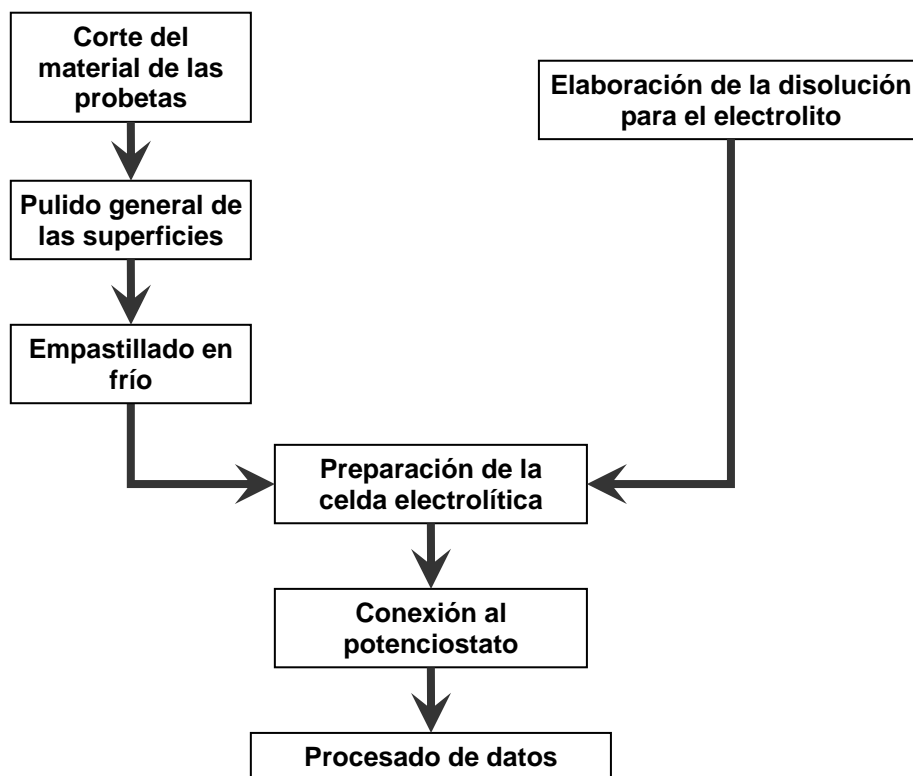 Corte del
material de las
probetas
Elaboración de la disolución
para el electrolito
Pulido general de
las superficies
Empastillado en
frío
Preparación de la
celda electrolítica
Conexión al
potenciostato
Procesado de datos